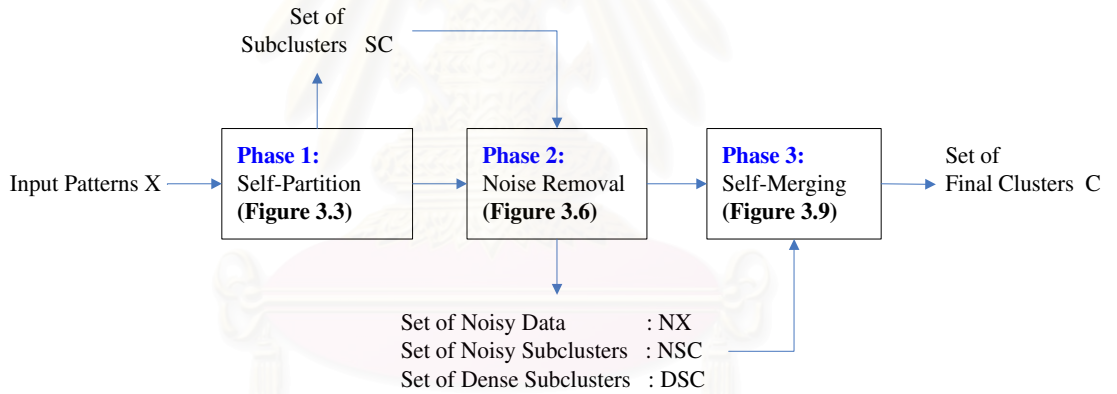 Set of
Subclusters SC
Input Patterns X
Phase 1:
Self-Partition
(Figure 3.3)
Phase 2:
Noise Removal
(Figure 3.6)
Phase 3:
Self-Merging
(Figure 3.9)
Set of
Final Clusters C
Set of Noisy Data : NX
Set of Noisy Subclusters : NSC
Set of Dense Subclusters : DSC